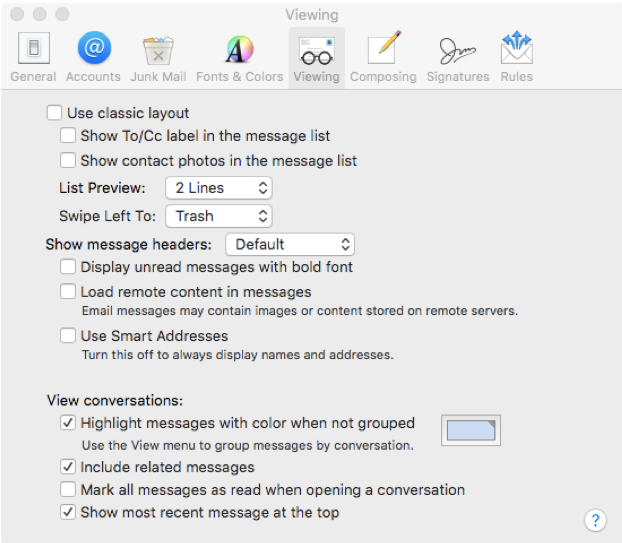 Viewing
General Accounts Junk Mail Fonts & Colors Viewing Composing Signatures Rules
Use classic layout
Show To/Cc label in the message list
Show contact photos in the message list
List Preview: 2 Lines
Swipe Left To: Trash
Show message headers: Default
Display unread messages with bold font
Load remote content in messages
Email messages may contain images or content stored on remote servers.
Use Smart Addresses
Turn this off to always display names and addresses.
View conversations:
Highlight messages with color when not grouped
Use the View menu to group messages by conversation.
Include related messages
Mark all messages as read when opening a conversation
Show most recent message at the top
?